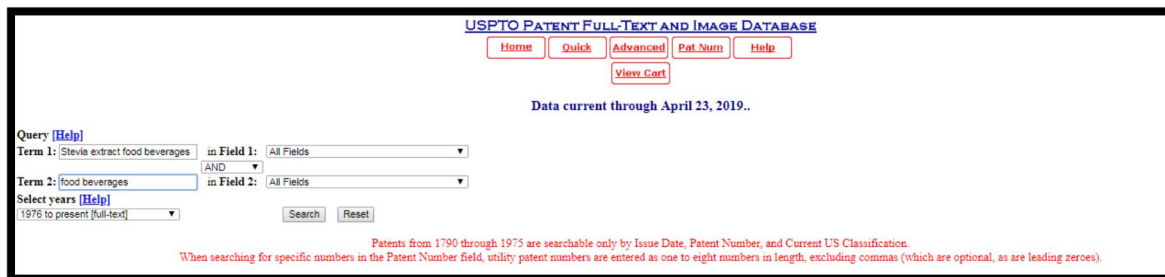 USPTO PATENT FULL-TEXT AND IMAGE DATABASE
Home Quick Advanced Pat Num Help
View Cart
Data current through April 23, 2019..
Query [Help]
Term 1: Stevia extract food beverages in Field 1: All Fields
AND
Term 2: food beverages in Field 2: All Fields
Select years [Help]
1976 to present [full-text] Search Reset
Patents from 1790 through 1975 are searchable only by Issue Date, Patent Number, and Current US Classification.
When searching for specific numbers in the Patent Number field, utility patent numbers are entered as one to eight numbers in length, excluding commas (which are optional, as are leading zeroes).